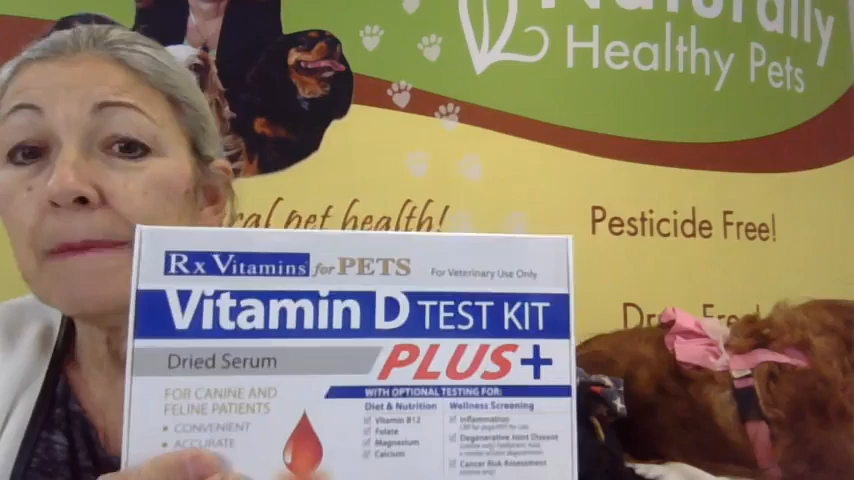 Naturally
Healthy Pets
ral pet health!
Pesticide Free!
Rx Vitamins for PETS
For Veterinary Use Only
Vitamin D TEST KIT
Dried Serum
PLUS+
FOR CANINE AND
FELINE PATIENTS
• CONVENIENT
• ACCURATE
WITH OPTIONAL TESTING FOR:
Diet & Nutrition
Vitamin B12
Folate
Magnesium
Calcium
Wellness Screening
Inflammation
Degenerative Joint Disease
Cancer Risk Assessment